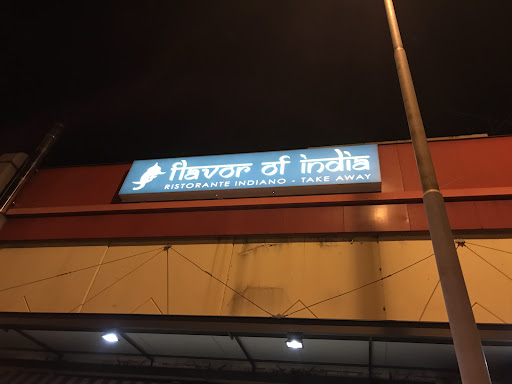 flavor of india
RISTORANTE INDIANO - TAKE AWAY